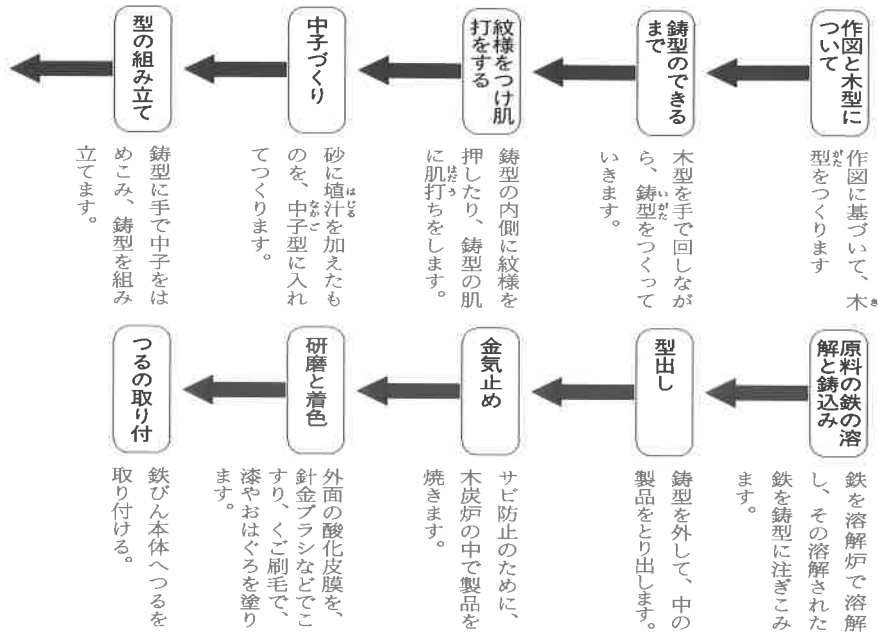 作図と木型に
ついて
作図に基づいて、木
型をつくります
鋳型のできる
まで
木型を手で回しなが
ら、鋳型をつくって
いきます。
紋様をつけ肌
打をする
鋳型の内側に紋様を
押したり、鋳型の肌
に肌打ちをします。
中子づくり
砂に埴汁を加えたも
のを、中子型に入れ
てつくります。
型の組み立て
鋳型に手で中子をは
めこみ、鋳型を組み
立てます。
原料の鉄の溶
解と鋳込み
鉄を溶解炉で溶解
し、その溶解された
鉄を鋳型に注ぎこみ
ます。
型出し
鋳型を外して、中の
製品をとり出します。
金気止め
サビ防止のために、
木炭炉の中で製品を
焼きます。
研磨と着色
外面の酸化皮膜を、
針金ブラシなどでこ
すり、くご刷毛で、
漆やおはぐろを塗り
ます。
つるの取り付
鉄びん本体へつるを
取り付ける。